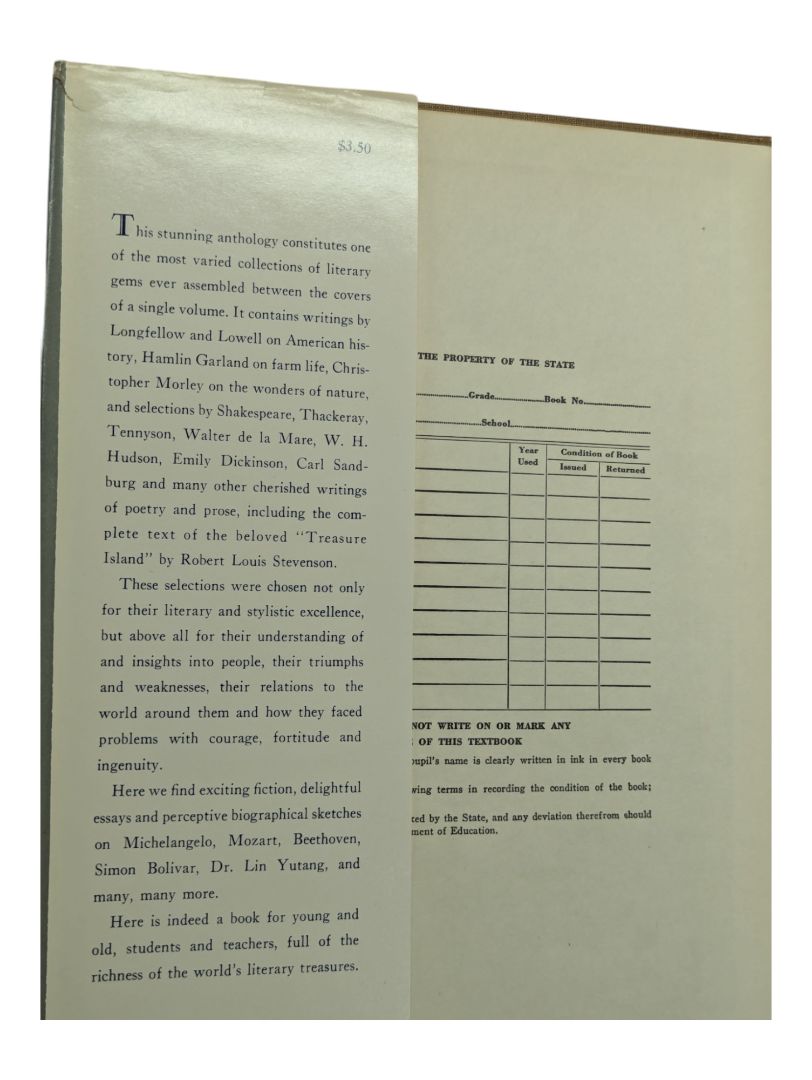 $3.50
This stunning anthology constitutes one
of the most varied collections of literary
gems ever assembled between the covers
of a single volume. It contains writings by
Longfellow and Lowell on American his-
tory, Hamlin Garland on farm life, Chris-
topher Morley on the wonders of nature,
and selections by Shakespeare, Thackeray,
Tennyson, Walter de la Mare, W. H.
Hudson, Emily Dickinson, Carl Sand-
burg and many other cherished writings
of poetry and prose, including the com-
plete text of the beloved "Treasure
Island" by Robert Louis Stevenson.
These selections were chosen not only
for their literary and stylistic excellence,
but above all for their understanding of
and insights into people, their triumphs
and weaknesses, their relations to the
world around them and how they faced
problems with courage, fortitude and
ingenuity.
Here we find exciting fiction, delightful
essays and perceptive biographical sketches
on Michelangelo, Mozart, Beethoven,
Simon Bolivar, Dr. Lin Yutang, and
many, many more.
Here is indeed a book for young and
old, students and teachers, full of the
richness of the world's literary treasures.
THE PROPERTY OF THE STATE
Grade Book No.
School
Year Used
Condition of Book
Issued Returned
NOT WRITE ON OR MARK ANY
OF THIS TEXTBOOK
pupil's name is clearly written in ink in every book
wing terms in recording the condition of the book;
ted by the State, and any deviation therefrom should
ment of Education.